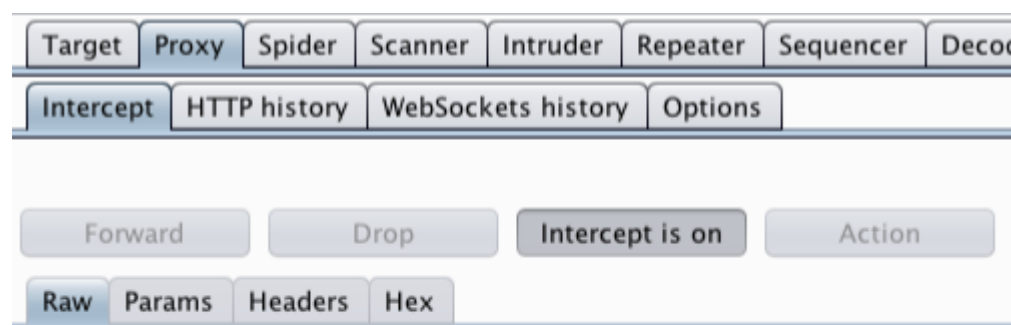 Target Proxy Spider Scanner Intruder Repeater Sequencer
Intercept HTTP history WebSockets history Options
Forward Drop Intercept is on Action
Raw Params Headers Hex